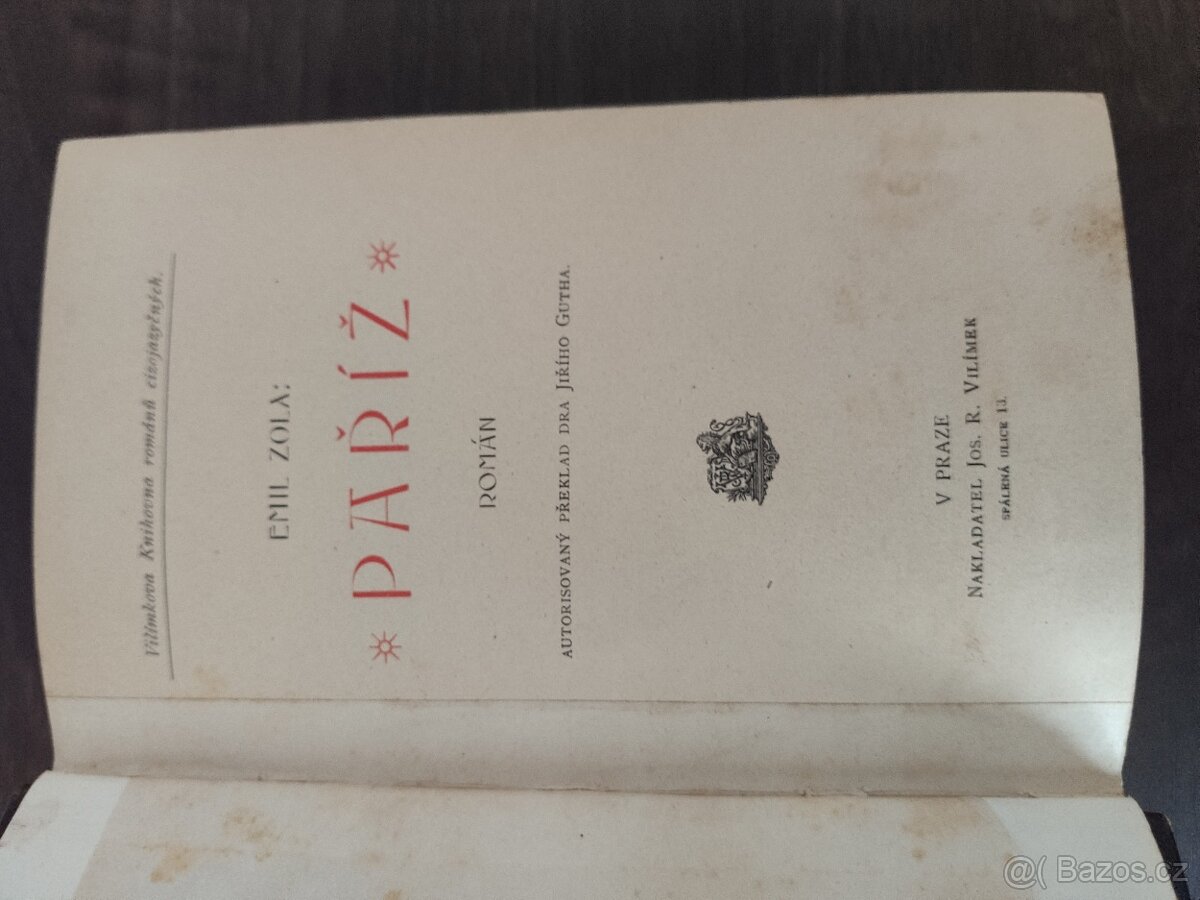 Vilímkova Knihovna románů cizojazyčných.
EMIL ZOLA:
PAŘÍŽ
ROMÁN
AUTORISOVANÝ PŘEKLAD DRA JIŘÍHO GUTHA.
V PRAZE
NAKLADATEL JOS. R. VILÍMEK
SPÁLENÁ ULICE 13.
@( Bazos.cz